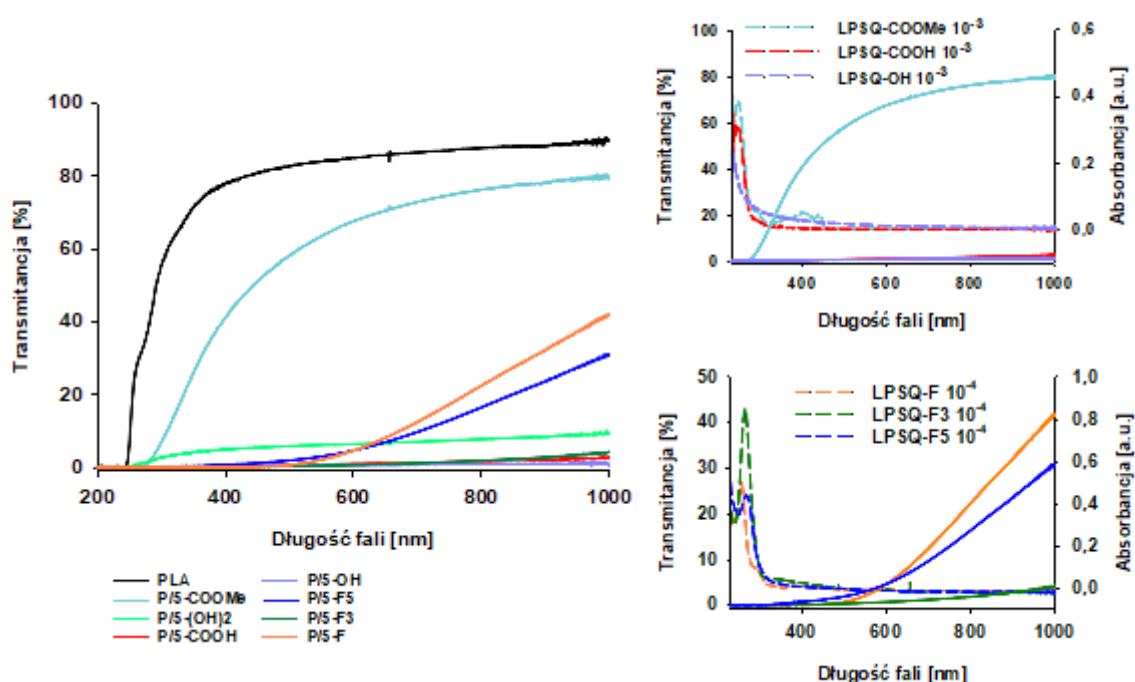 100
80
60
40
20
0
Transmitancja [%]
200
400
600
800
1000
Długość fali [nm]
PLA
P/5-COOMe
P/5-(OH)2
P/5-COOH
P/5-OH
P/5-F5
P/5-F3
P/5-F
LPSQ-COOMe 10⁻³
LPSQ-COOH 10⁻³
LPSQ-OH 10⁻³
100
80
60
40
20
0
Transmitancja [%]
0,6
0,4
0,2
0,0
Absorbancja [a.u.]
400
600
800
1000
Długość fali [nm]
LPSQ-F 10⁻⁴
LPSQ-F3 10⁻⁴
LPSQ-F5 10⁻⁴
50
40
30
20
10
0
Transmitancja [%]
1,0
0,8
0,6
0,4
0,2
0,0
Absorbancja [a.u.]
400
600
800
1000
Długość fali [nm]